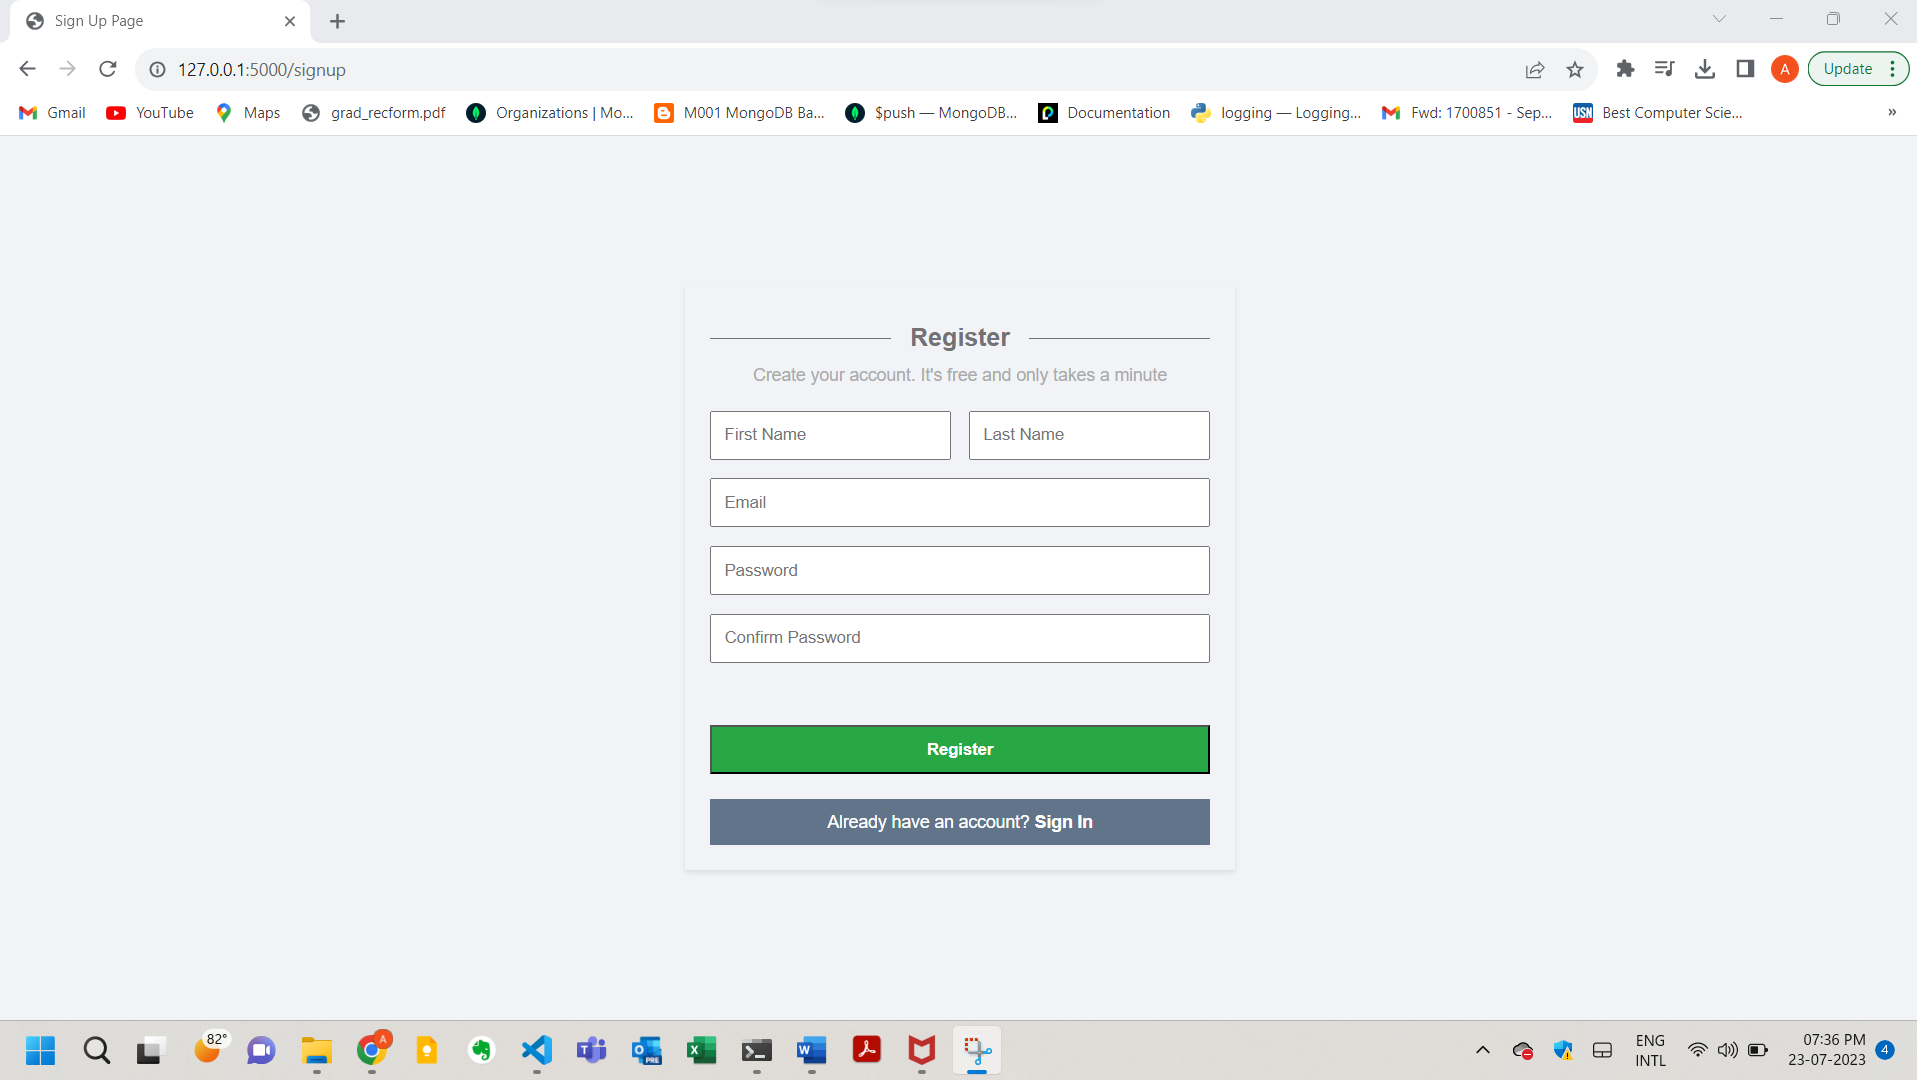 Sign Up Page
127.0.0.1:5000/signup
A
Update
Gmail
YouTube
Maps
grad_recform.pdf
Organizations | Mo...
M001 MongoDB Ba...
$push — MongoDB...
Documentation
logging — Logging...
Fwd: 1700851 - Sep...
USN
Best Computer Scie...
»
Register
Create your account. It's free and only takes a minute
First Name
Last Name
Email
Password
Confirm Password
Register
Already have an account? Sign In
82°
A
PRE
ENG
INTL
07:36 PM
23-07-2023
4